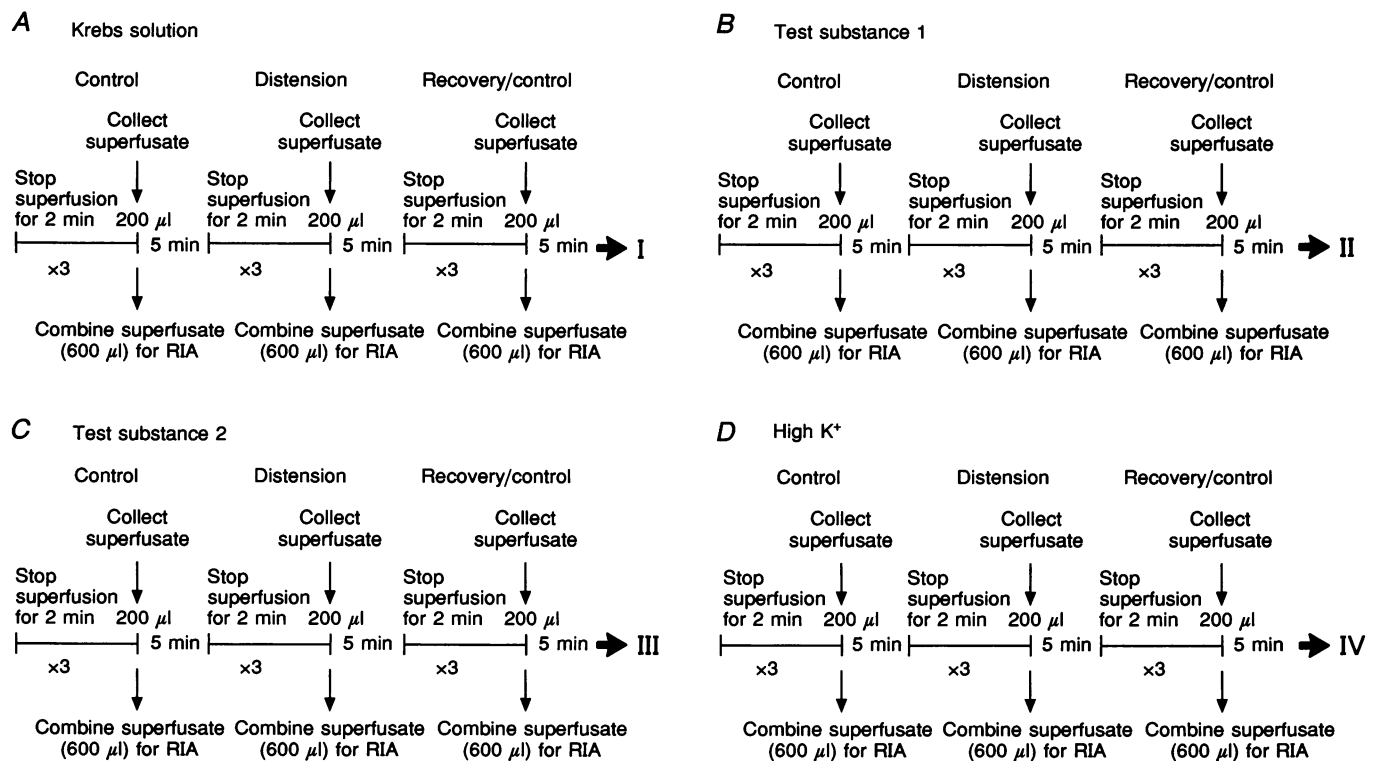 A Krebs solution
Control Distension Recovery/control
Collect superfusate
Collect superfusate
Collect superfusate
Stop superfusion for 2 min 200 μl
Stop superfusion for 2 min 200 μl
Stop superfusion for 2 min 200 μl
5 min 5 min 5 min I
×3 ×3 ×3
Combine superfusate (600 μl) for RIA
Combine superfusate (600 μl) for RIA
Combine superfusate (600 μl) for RIA
B Test substance 1
Control Distension Recovery/control
Collect superfusate
Collect superfusate
Collect superfusate
Stop superfusion for 2 min 200 μl
Stop superfusion for 2 min 200 μl
Stop superfusion for 2 min 200 μl
5 min 5 min 5 min II
×3 ×3 ×3
Combine superfusate (600 μl) for RIA
Combine superfusate (600 μl) for RIA
Combine superfusate (600 μl) for RIA
C Test substance 2
Control Distension Recovery/control
Collect superfusate
Collect superfusate
Collect superfusate
Stop superfusion for 2 min 200 μl
Stop superfusion for 2 min 200 μl
Stop superfusion for 2 min 200 μl
5 min 5 min 5 min III
×3 ×3 ×3
Combine superfusate (600 μl) for RIA
Combine superfusate (600 μl) for RIA
Combine superfusate (600 μl) for RIA
D High K⁺
Control Distension Recovery/control
Collect superfusate
Collect superfusate
Collect superfusate
Stop superfusion for 2 min 200 μl
Stop superfusion for 2 min 200 μl
Stop superfusion for 2 min 200 μl
5 min 5 min 5 min IV
×3 ×3 ×3
Combine superfusate (600 μl) for RIA
Combine superfusate (600 μl) for RIA
Combine superfusate (600 μl) for RIA